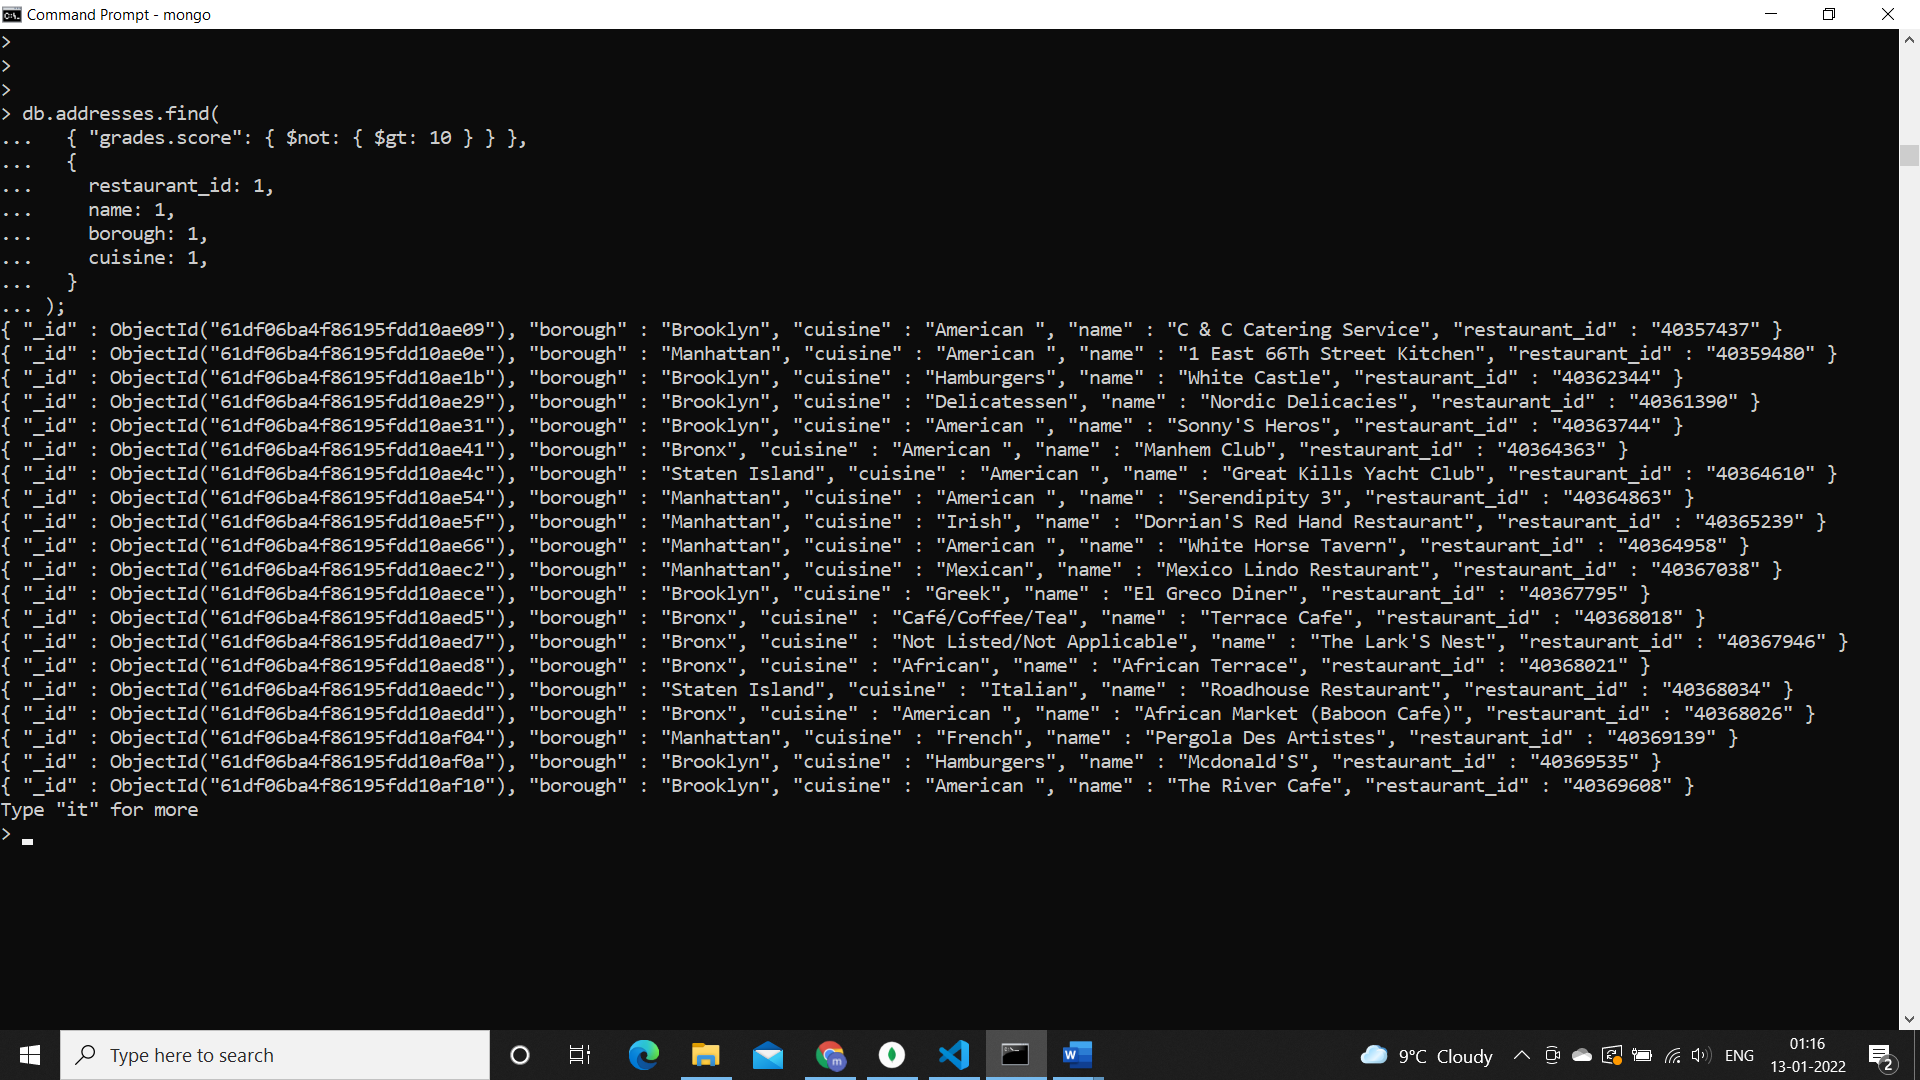 Command Prompt - mongo
>
>
>
> db.addresses.find(
...   { "grades.score": { $not: { $gt: 10 } } },
...   {
...     restaurant_id: 1,
...     name: 1,
...     borough: 1,
...     cuisine: 1,
...   }
... );
{ "_id" : ObjectId("61df06ba4f86195fdd10ae09"), "borough" : "Brooklyn", "cuisine" : "American ", "name" : "C & C Catering Service", "restaurant_id" : "40357437" }
{ "_id" : ObjectId("61df06ba4f86195fdd10ae0e"), "borough" : "Manhattan", "cuisine" : "American ", "name" : "1 East 66Th Street Kitchen", "restaurant_id" : "40359480" }
{ "_id" : ObjectId("61df06ba4f86195fdd10ae1b"), "borough" : "Brooklyn", "cuisine" : "Hamburgers", "name" : "White Castle", "restaurant_id" : "40362344" }
{ "_id" : ObjectId("61df06ba4f86195fdd10ae29"), "borough" : "Brooklyn", "cuisine" : "Delicatessen", "name" : "Nordic Delicacies", "restaurant_id" : "40361390" }
{ "_id" : ObjectId("61df06ba4f86195fdd10ae31"), "borough" : "Brooklyn", "cuisine" : "American ", "name" : "Sonny'S Heros", "restaurant_id" : "40363744" }
{ "_id" : ObjectId("61df06ba4f86195fdd10ae41"), "borough" : "Bronx", "cuisine" : "American ", "name" : "Manhem Club", "restaurant_id" : "40364363" }
{ "_id" : ObjectId("61df06ba4f86195fdd10ae4c"), "borough" : "Staten Island", "cuisine" : "American ", "name" : "Great Kills Yacht Club", "restaurant_id" : "40364610" }
{ "_id" : ObjectId("61df06ba4f86195fdd10ae54"), "borough" : "Manhattan", "cuisine" : "American ", "name" : "Serendipity 3", "restaurant_id" : "40364863" }
{ "_id" : ObjectId("61df06ba4f86195fdd10ae5f"), "borough" : "Manhattan", "cuisine" : "Irish", "name" : "Dorrian'S Red Hand Restaurant", "restaurant_id" : "40365239" }
{ "_id" : ObjectId("61df06ba4f86195fdd10ae66"), "borough" : "Manhattan", "cuisine" : "American ", "name" : "White Horse Tavern", "restaurant_id" : "40364958" }
{ "_id" : ObjectId("61df06ba4f86195fdd10aec2"), "borough" : "Manhattan", "cuisine" : "Mexican", "name" : "Mexico Lindo Restaurant", "restaurant_id" : "40367038" }
{ "_id" : ObjectId("61df06ba4f86195fdd10aece"), "borough" : "Brooklyn", "cuisine" : "Greek", "name" : "El Greco Diner", "restaurant_id" : "40367795" }
{ "_id" : ObjectId("61df06ba4f86195fdd10aed5"), "borough" : "Bronx", "cuisine" : "Café/Coffee/Tea", "name" : "Terrace Cafe", "restaurant_id" : "40368018" }
{ "_id" : ObjectId("61df06ba4f86195fdd10aed7"), "borough" : "Bronx", "cuisine" : "Not Listed/Not Applicable", "name" : "The Lark'S Nest", "restaurant_id" : "40367946" }
{ "_id" : ObjectId("61df06ba4f86195fdd10aed8"), "borough" : "Bronx", "cuisine" : "African", "name" : "African Terrace", "restaurant_id" : "40368021" }
{ "_id" : ObjectId("61df06ba4f86195fdd10aedc"), "borough" : "Staten Island", "cuisine" : "Italian", "name" : "Roadhouse Restaurant", "restaurant_id" : "40368034" }
{ "_id" : ObjectId("61df06ba4f86195fdd10aedd"), "borough" : "Bronx", "cuisine" : "American ", "name" : "African Market (Baboon Cafe)", "restaurant_id" : "40368026" }
{ "_id" : ObjectId("61df06ba4f86195fdd10af04"), "borough" : "Manhattan", "cuisine" : "French", "name" : "Pergola Des Artistes", "restaurant_id" : "40369139" }
{ "_id" : ObjectId("61df06ba4f86195fdd10af0a"), "borough" : "Brooklyn", "cuisine" : "Hamburgers", "name" : "Mcdonald'S", "restaurant_id" : "40369535" }
{ "_id" : ObjectId("61df06ba4f86195fdd10af10"), "borough" : "Brooklyn", "cuisine" : "American ", "name" : "The River Cafe", "restaurant_id" : "40369608" }
Type "it" for more
>
Type here to search
9°C Cloudy
ENG
01:16
13-01-2022
2